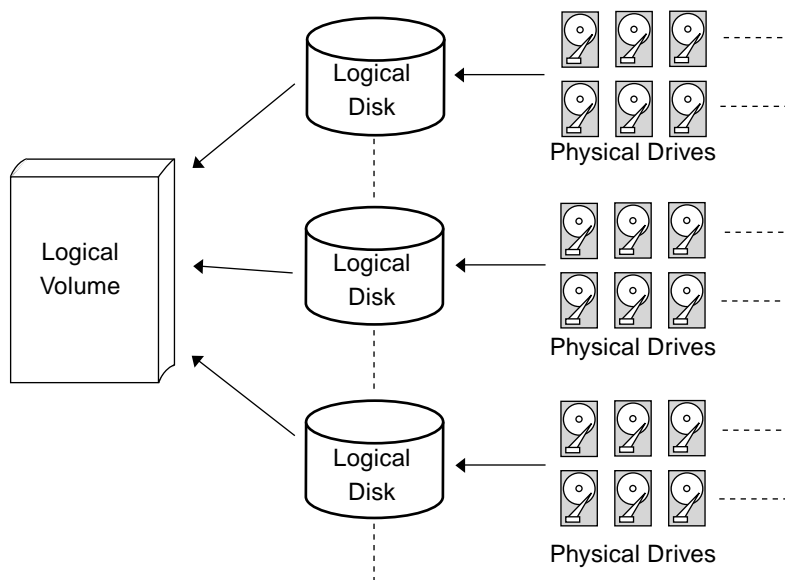 Logical
Disk
Physical Drives
Logical
Volume
Logical
Disk
Physical Drives
Logical
Disk
Physical Drives